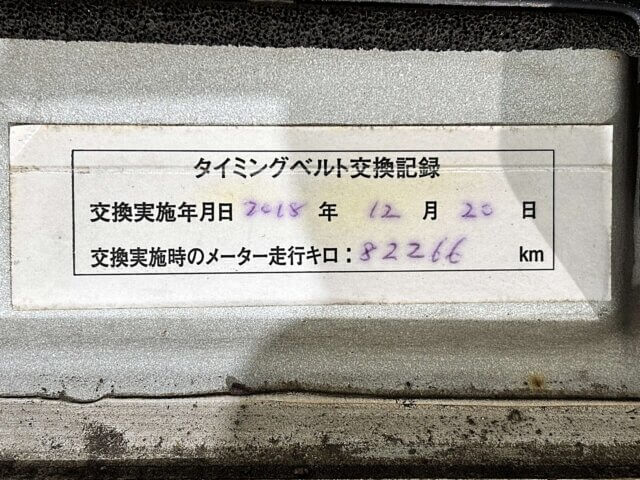 タイミングベルト交換記録
交換実施年月日 2018 年 12 月 20 日
交換実施時のメーター走行キロ：82266 km